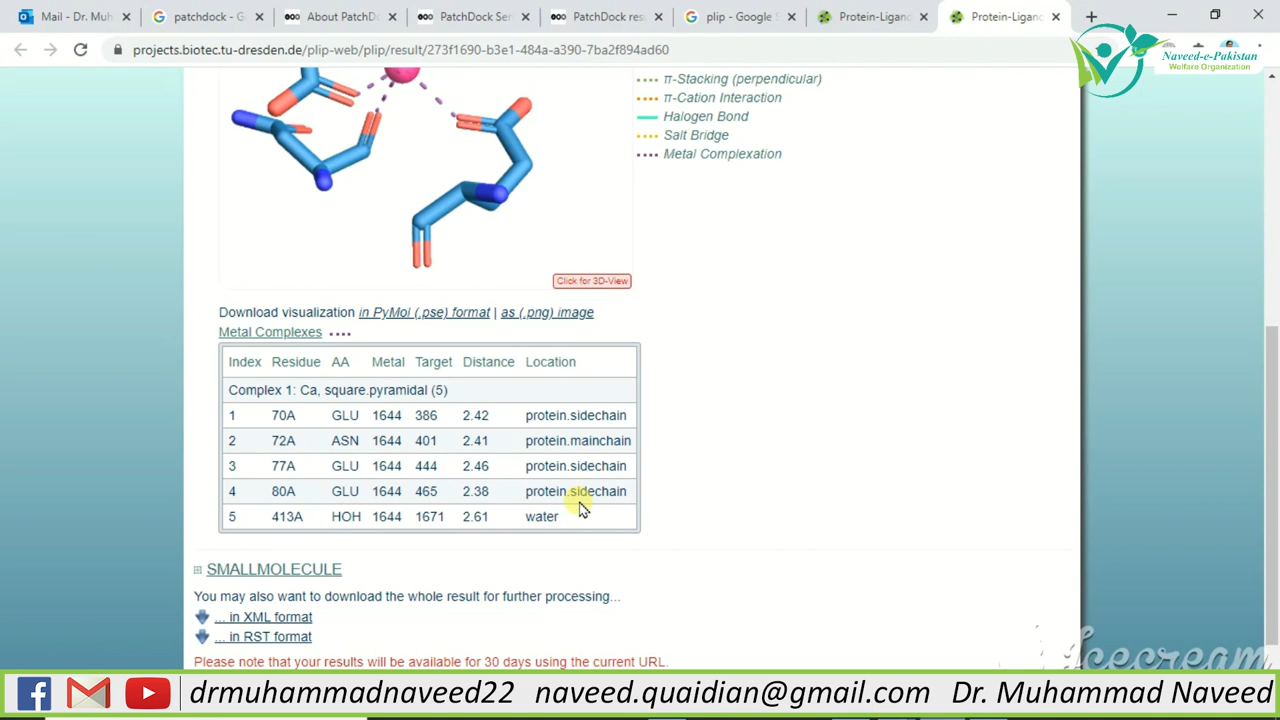 Mail - Dr. Muh
patchdock - G
About PatchD
PatchDock Ser
PatchDock res
plip - Google S
Protein-Ligan
Protein-Ligan
projects.biotec.tu-dresden.de/plip-web/plip/result/273f1690-b3e1-484a-a390-7ba2f894ad60
Naveed-e-Pakistan
Welfare Organization
π-Stacking (perpendicular)
π-Cation Interaction
Halogen Bond
Salt Bridge
Metal Complexation
Click for 3D-View
Download visualization in PyMol (.pse) format | as (.png) image
Metal Complexes
Index Residue AA Metal Target Distance Location
Complex 1: Ca, square.pyramidal (5)
1 70A GLU 1644 386 2.42 protein.sidechain
2 72A ASN 1644 401 2.41 protein.mainchain
3 77A GLU 1644 444 2.46 protein.sidechain
4 80A GLU 1644 465 2.38 protein.sidechain
5 413A HOH 1644 1671 2.61 water
SMALLMOLECULE
You may also want to download the whole result for further processing...
... in XML format
... in RST format
Please note that your results will be available for 30 days using the current URL.
Icecream
drmuhammadnaveed22 naveed.quaidian@gmail.com Dr. Muhammad Naveed